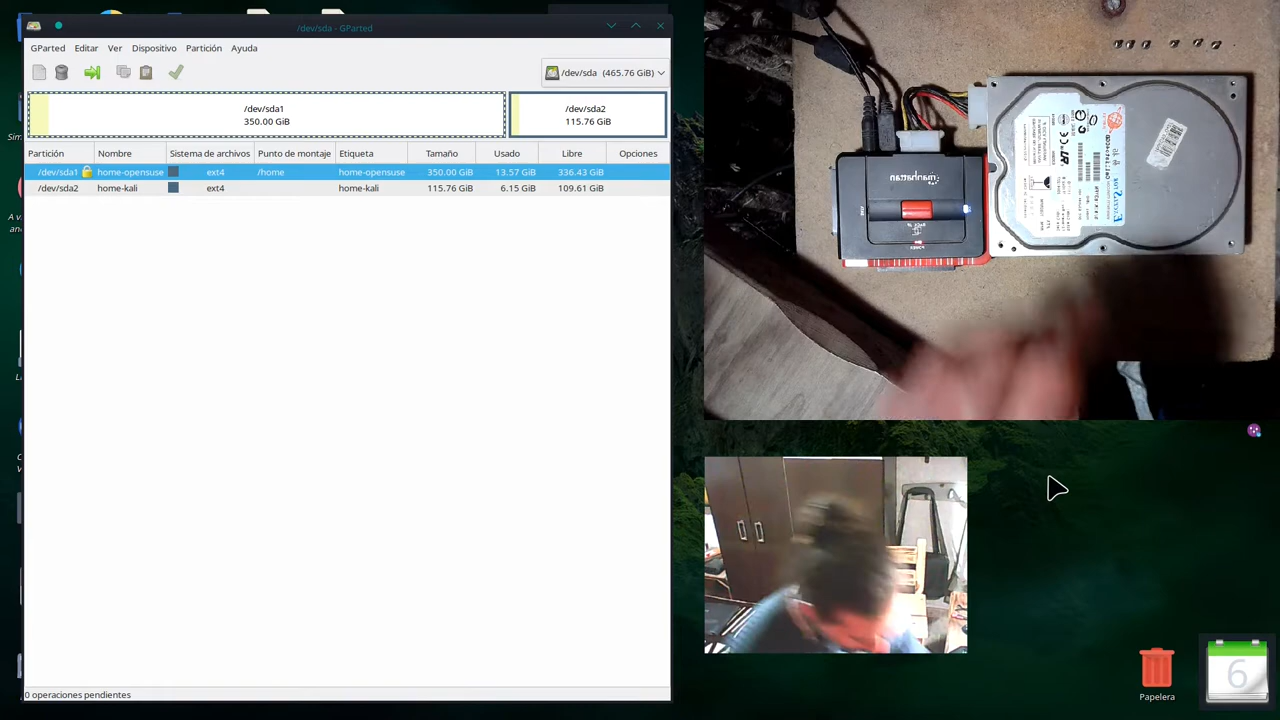 /dev/sda - GParted
GParted Editar Ver Dispositivo Partición Ayuda
/dev/sda (465.76 GiB)
/dev/sda1
350.00 GiB
/dev/sda2
115.76 GiB
Partición Nombre Sistema de archivos Punto de montaje Etiqueta Tamaño Usado Libre Opciones
/dev/sda1 home-opensuse ext4 /home home-opensuse 350.00 GiB 13.57 GiB 336.43 GiB
/dev/sda2 home-kali ext4 home-kali 115.76 GiB 6.15 GiB 109.61 GiB
0 operaciones pendientes
manhattan
POWER
Papelera
6